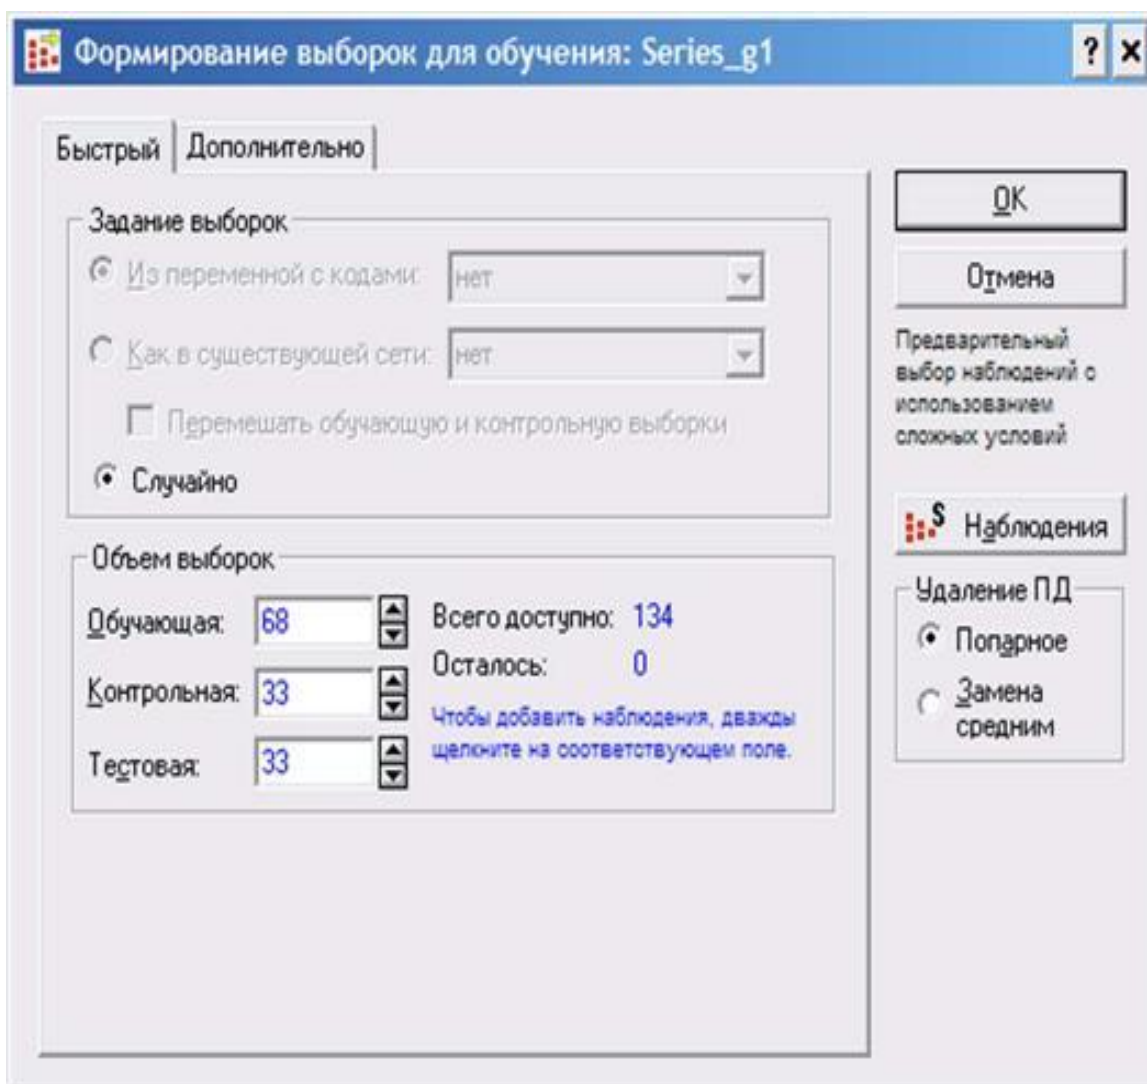 Формирование выборок для обучения: Series_g1
? ×
Быстрый
Дополнительно
Задание выборок
Из переменной с кодами: нет
Как в существующей сети: нет
Перемешать обучающую и контрольную выборки
Случайно
Объем выборок
Обучающая: 68
Контрольная: 33
Тестовая: 33
Всего доступно: 134
Осталось: 0
Чтобы добавить наблюдения, дважды
щелкните на соответствующем поле.
OK
Отмена
Предварительный
выбор наблюдений с
использованием
сложных условий
S Наблюдения
Удаление ПД
Попарное
Замена
средним